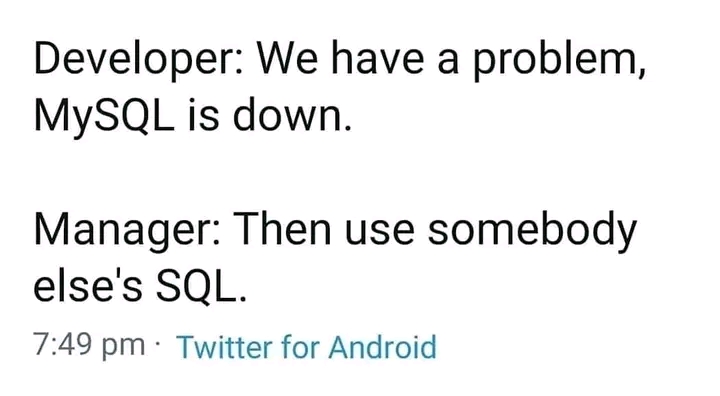 Developer: We have a problem,
MySQL is down.
Manager: Then use somebody
else's SQL.
7:49 pm · Twitter for Android